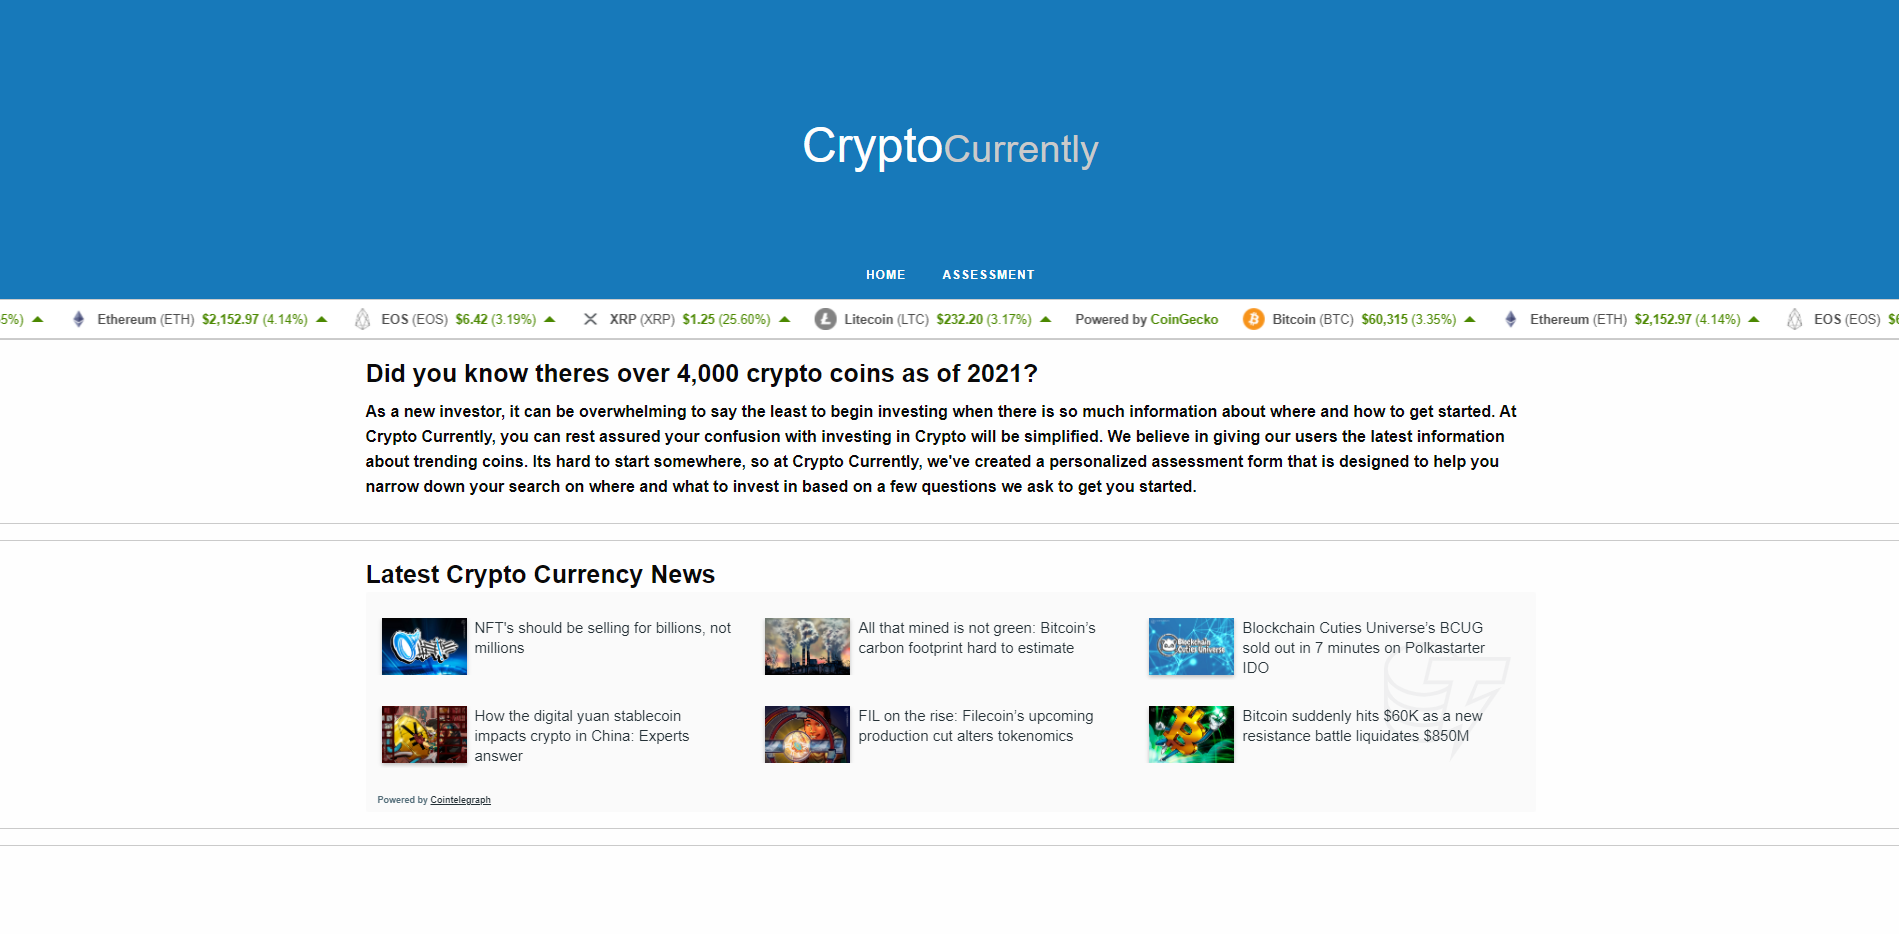 CryptoCurrently
HOME ASSESSMENT
5%) Ethereum (ETH) $2,152.97 (4.14%) EOS (EOS) $6.42 (3.19%) XRP (XRP) $1.25 (25.60%) Litecoin (LTC) $232.20 (3.17%) Powered by CoinGecko Bitcoin (BTC) $60,315 (3.35%) Ethereum (ETH) $2,152.97 (4.14%) EOS (EOS)
Did you know theres over 4,000 crypto coins as of 2021?
As a new investor, it can be overwhelming to say the least to begin investing when there is so much information about where and how to get started. At
Crypto Currently, you can rest assured your confusion with investing in Crypto will be simplified. We believe in giving our users the latest information
about trending coins. Its hard to start somewhere, so at Crypto Currently, we've created a personalized assessment form that is designed to help you
narrow down your search on where and what to invest in based on a few questions we ask to get you started.
Latest Crypto Currency News
NFT's should be selling for billions, not
millions
All that mined is not green: Bitcoin’s
carbon footprint hard to estimate
Blockchain
Cuties Universe
Blockchain Cuties Universe’s BCUG
sold out in 7 minutes on Polkastarter
IDO
How the digital yuan stablecoin
impacts crypto in China: Experts
answer
FIL on the rise: Filecoin’s upcoming
production cut alters tokenomics
Bitcoin suddenly hits $60K as a new
resistance battle liquidates $850M
Powered by Cointelegraph